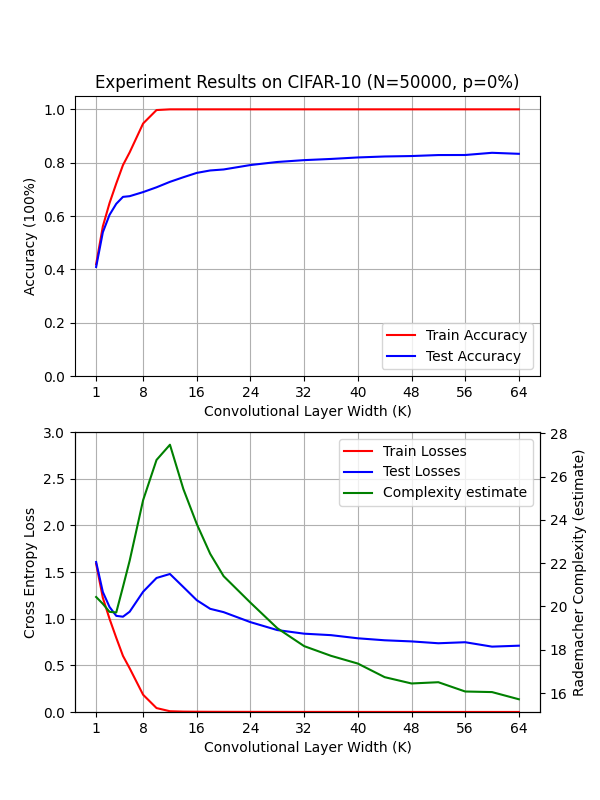 Experiment Results on CIFAR-10 (N=50000, p=0%)
1.0
0.8
0.6
0.4
0.2
0.0
Accuracy (100%)
Train Accuracy
Test Accuracy
1 8 16 24 32 40 48 56 64
Convolutional Layer Width (K)
3.0
2.5
2.0
1.5
1.0
0.5
0.0
Cross Entropy Loss
Train Losses
Test Losses
Complexity estimate
28
26
24
22
20
18
16
Rademacher Complexity (estimate)
1 8 16 24 32 40 48 56 64
Convolutional Layer Width (K)